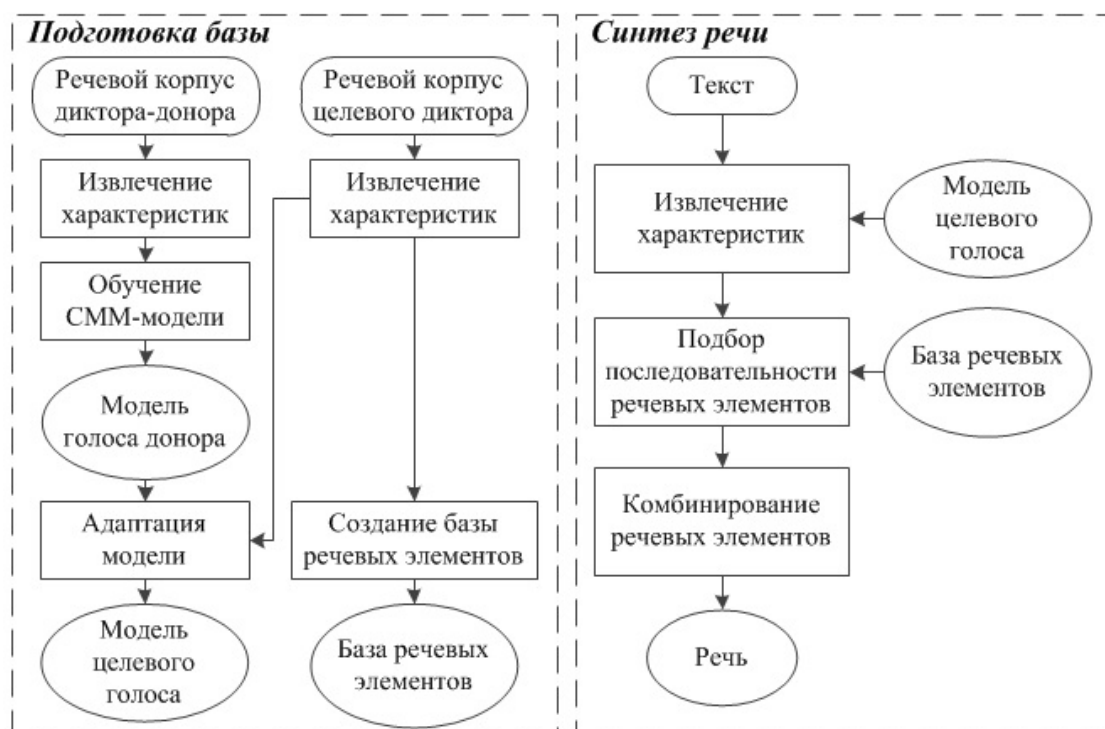 Подготовка базы
Речевой корпус
диктора-донора
Речевой корпус
целевого диктора
Извлечение
характеристик
Извлечение
характеристик
Обучение
СММ-модели
Модель
голоса донора
Адаптация
модели
Создание базы
речевых элементов
Модель
целевого
голоса
База речевых
элементов
Синтез речи
Текст
Извлечение
характеристик
Модель
целевого
голоса
Подбор
последовательности
речевых элементов
База речевых
элементов
Комбинирование
речевых элементов
Речь